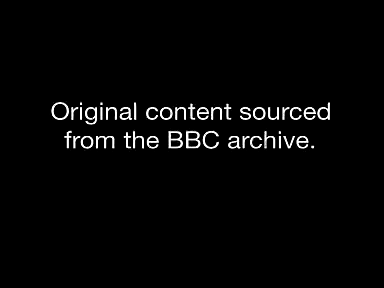 Original content sourced
from the BBC archive.